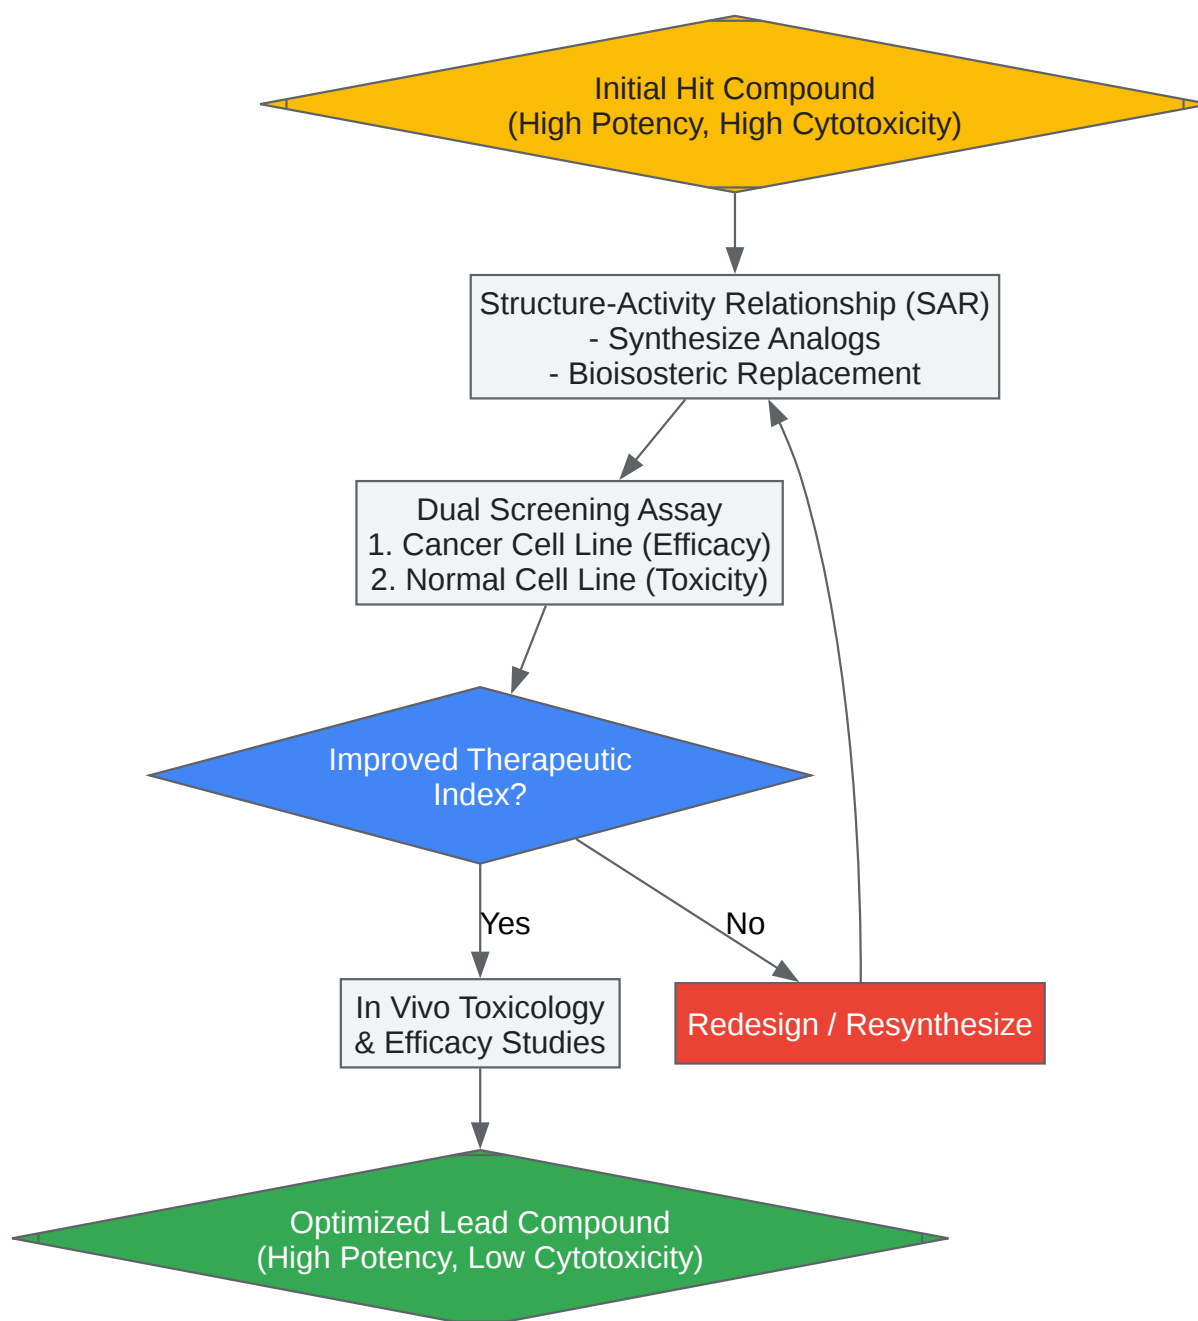 Initial Hit Compound
(High Potency, High Cytotoxicity)
Structure-Activity Relationship (SAR)
- Synthesize Analogs
- Bioisosteric Replacement
Dual Screening Assay
1. Cancer Cell Line (Efficacy)
2. Normal Cell Line (Toxicity)
Improved Therapeutic
Index?
Yes
No
In Vivo Toxicology
& Efficacy Studies
Redesign / Resynthesize
Optimized Lead Compound
(High Potency, Low Cytotoxicity)